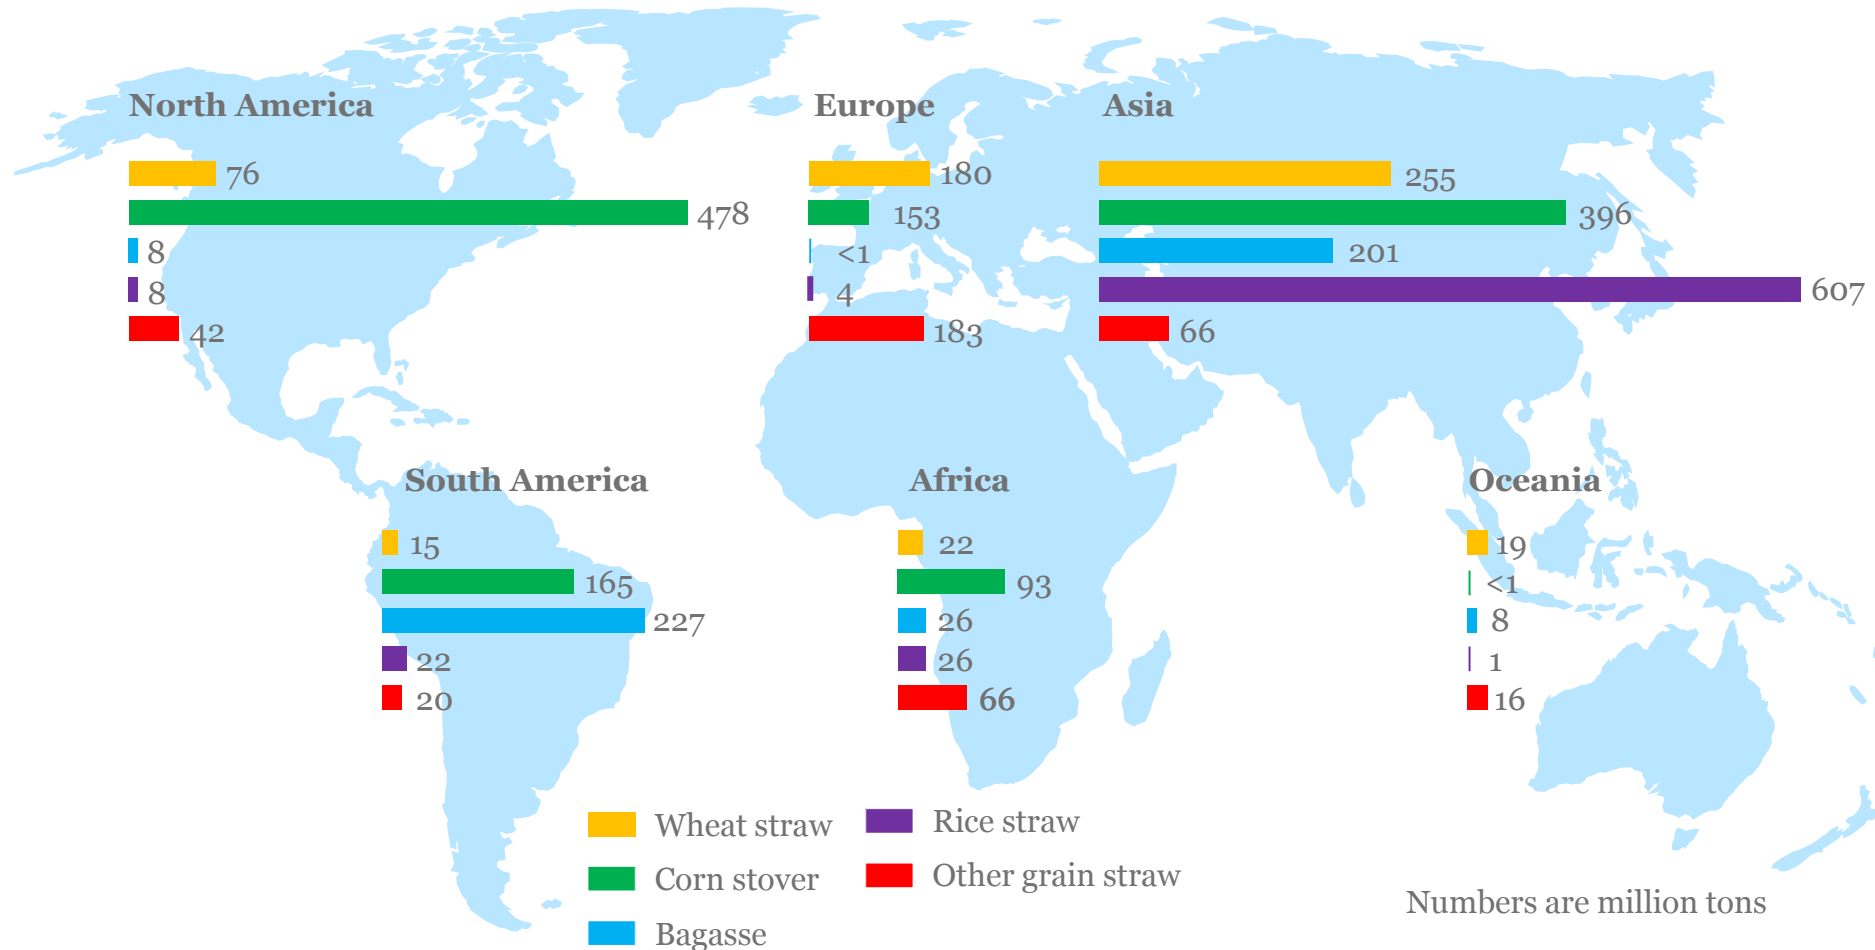 North America
76
478
8
8
42
Europe
180
153
<1
4
183
Asia
255
396
201
607
66
South America
15
165
227
22
20
Africa
22
93
26
26
66
Oceania
19
<1
8
1
16
Wheat straw
Corn stover
Bagasse
Rice straw
Other grain straw
Numbers are million tons